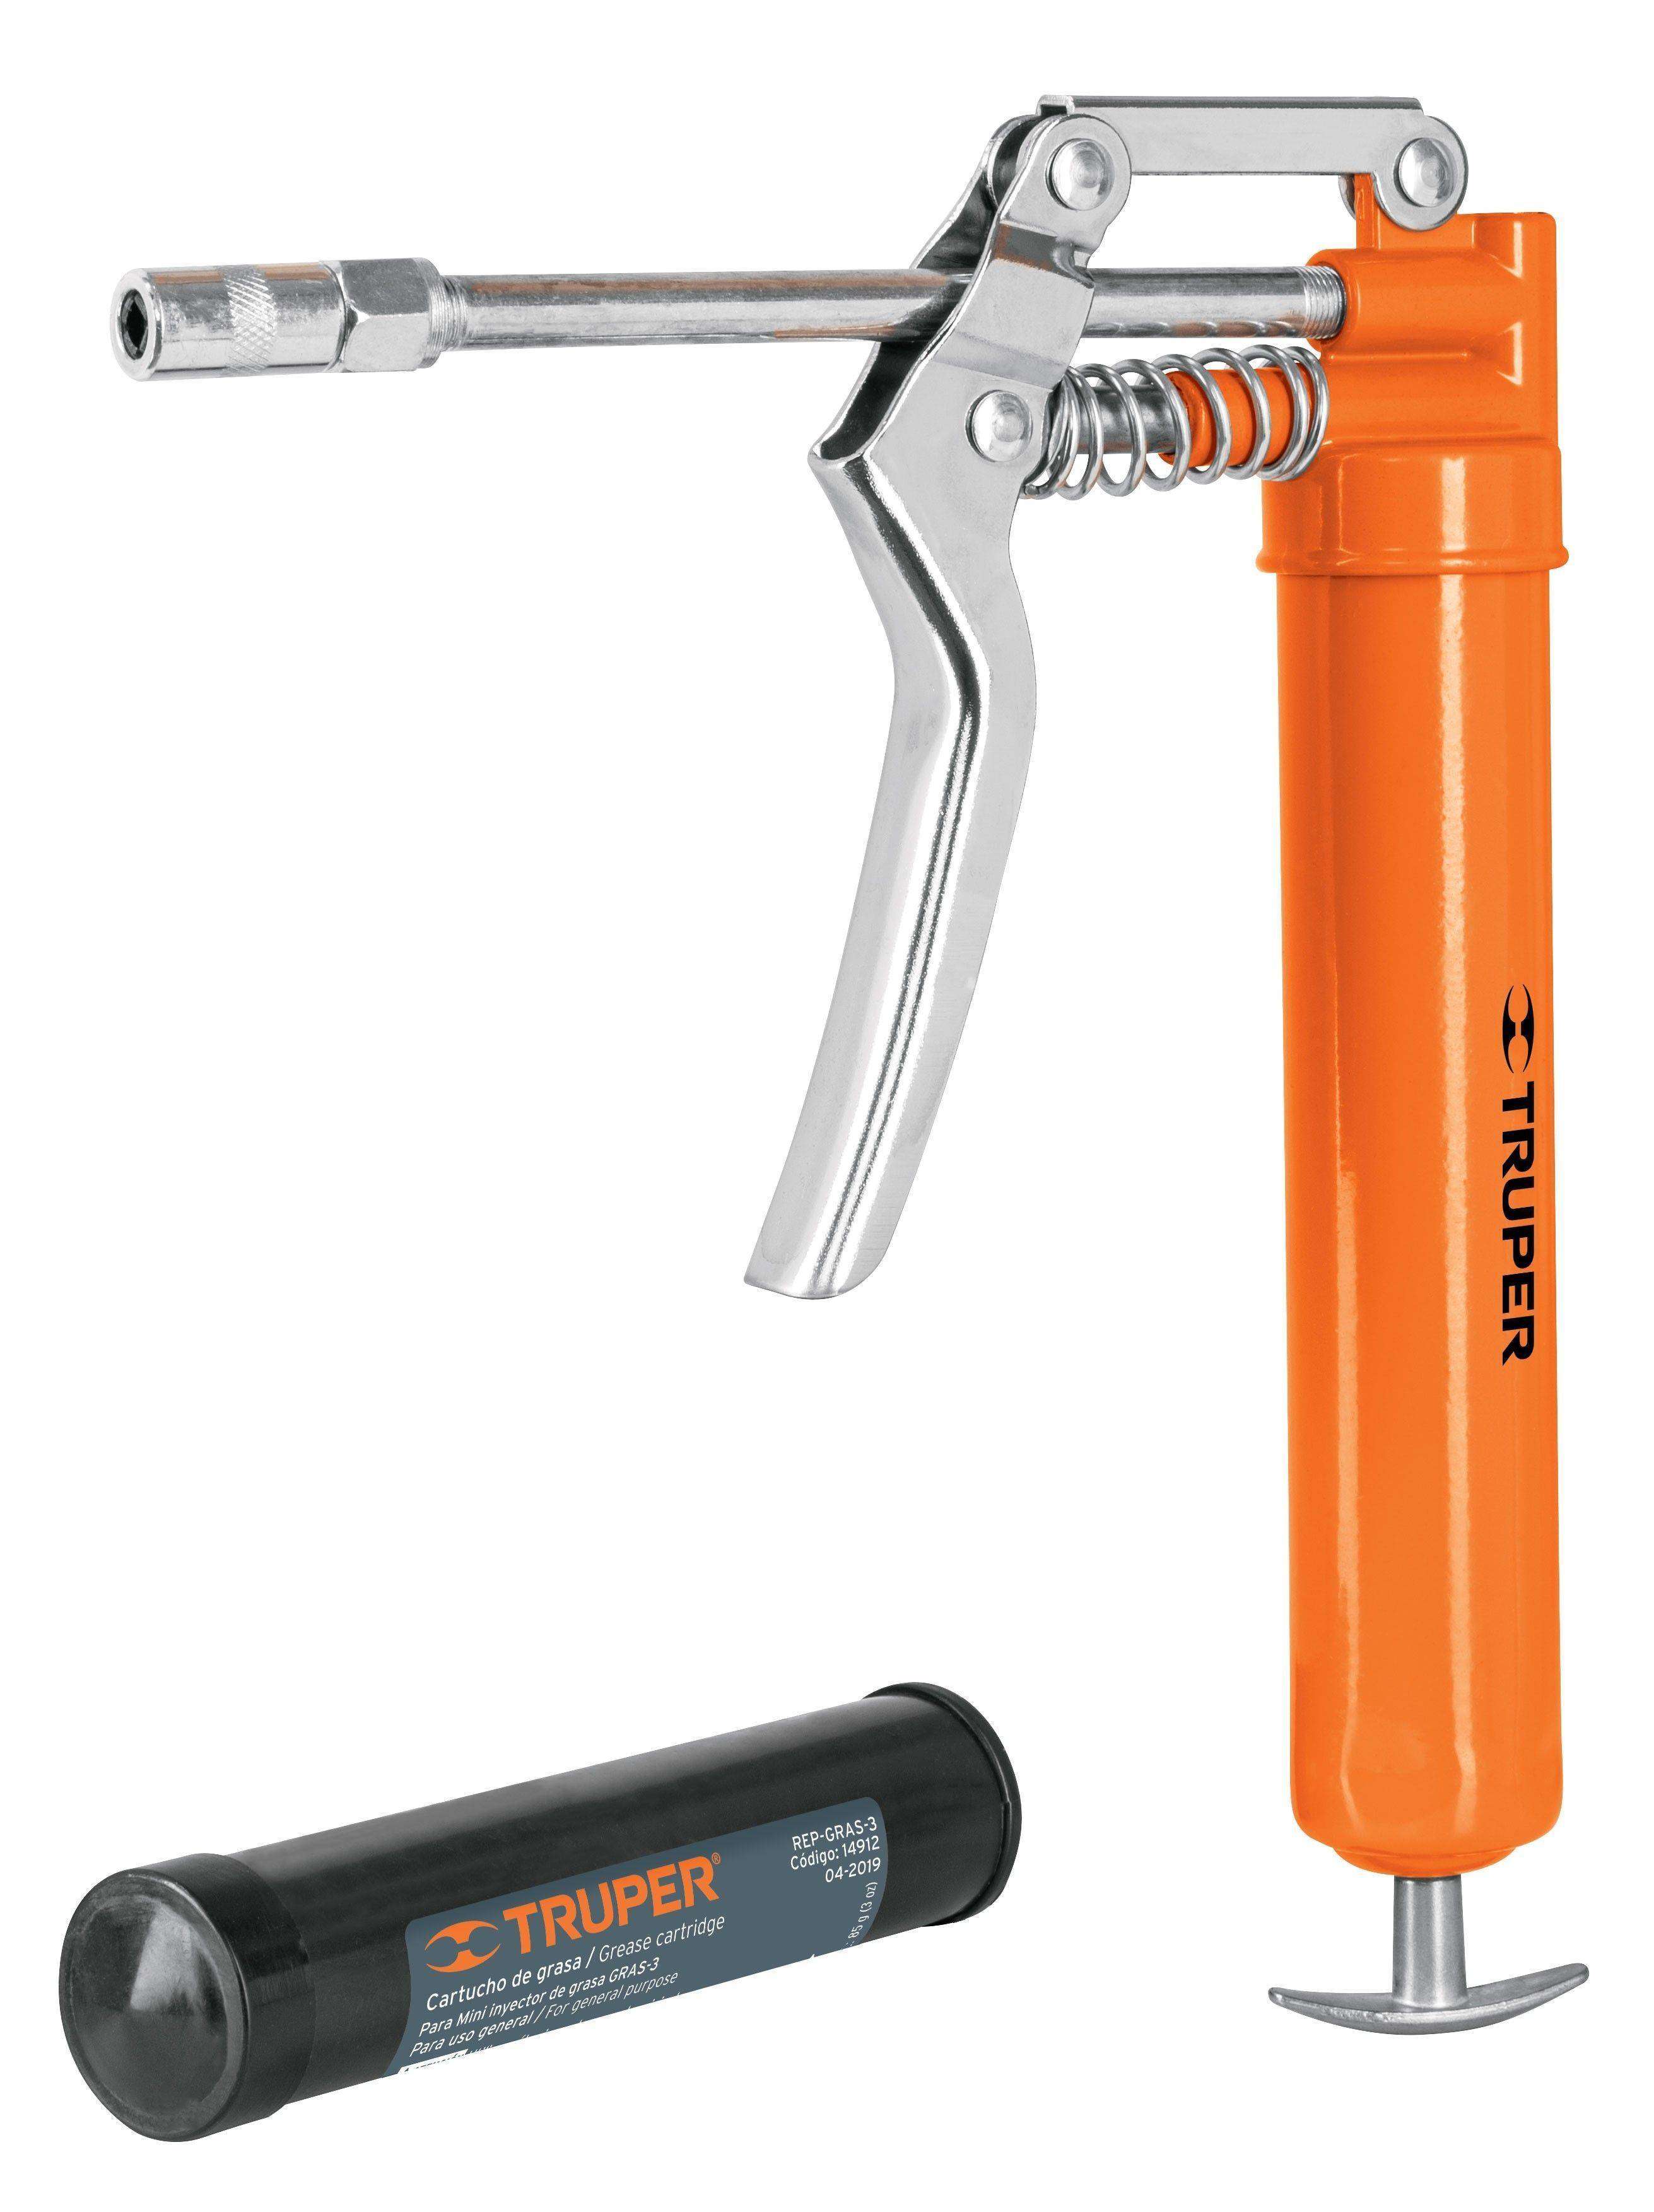 TRUPER
REP-GRAS-3
Código: 14912
04-2019
TRUPER®
Cartucho de grasa / Grease cartridge
Para Mini inyector de grasa GRAS-3
Para uso general / For general purpose
: 85 g (3 oz)